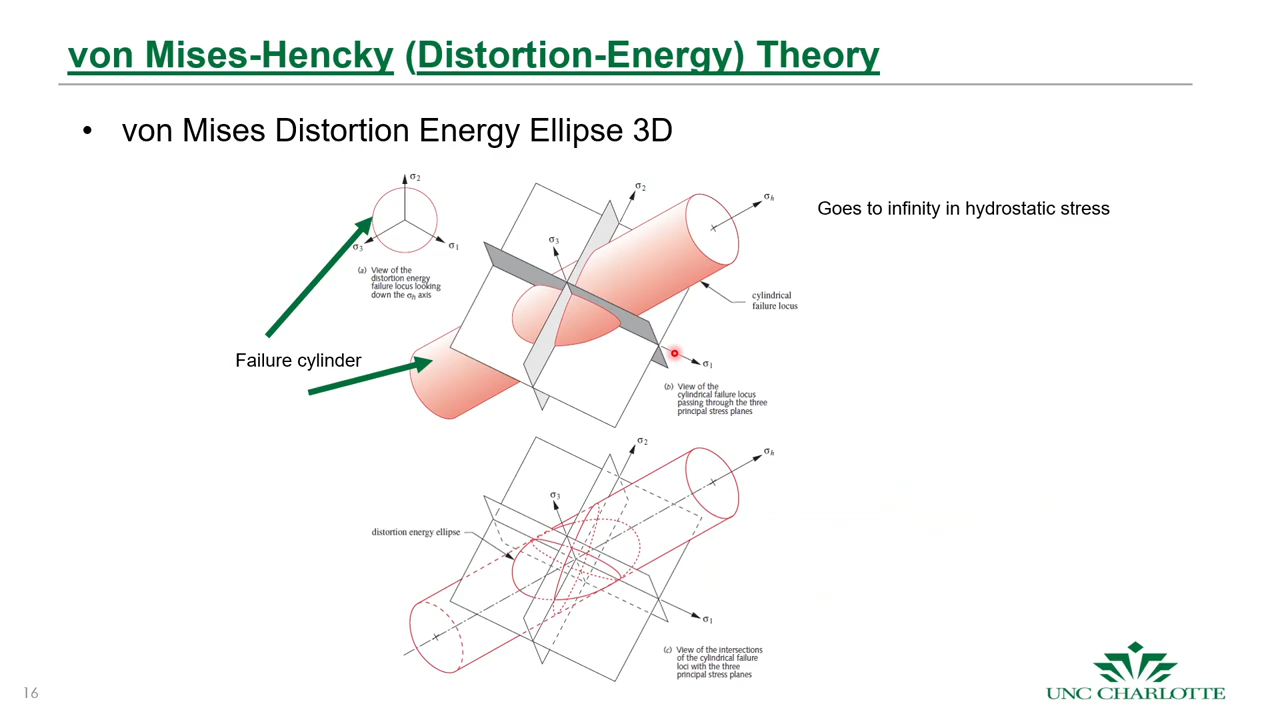 von Mises-Hencky (Distortion-Energy) Theory
• von Mises Distortion Energy Ellipse 3D
σ2
σ3
σ1
(a) View of the
distortion energy
failure locus looking
down the σh axis
Failure cylinder
σ2
σh
σ3
σ1
cylindrical
failure locus
(b) View of the
cylindrical failure locus
passing through the three
principal stress planes
Goes to infinity in hydrostatic stress
σ2
σh
σ3
distortion energy ellipse
σ1
(c) View of the intersections
of the cylindrical failure
loci with the three
principal stress planes
16
UNC CHARLOTTE